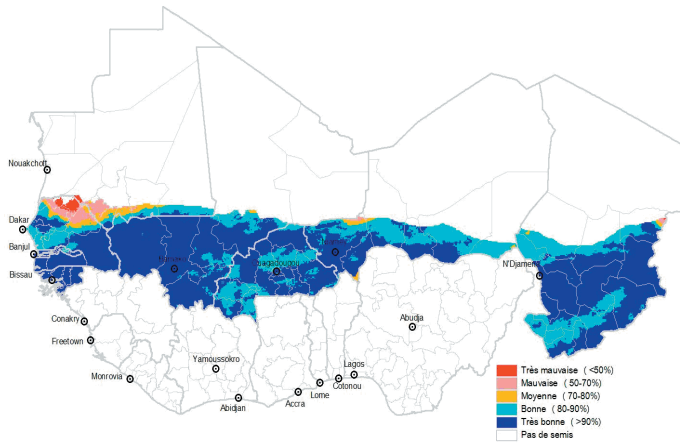 Nouakchott
Dakar
Banjul
Bissau
N'Djamena
Conakry
Freetown
Monrovia
Yamoussokro
Abidjan
Accra
Lome
Cotonou
Lagos
Abudja
Très mauvaise ( <50%)
Mauvaise ( 50-70%)
Moyenne ( 70-80%)
Bonne ( 80-90%)
Très bonne ( >90%)
Pas de semis